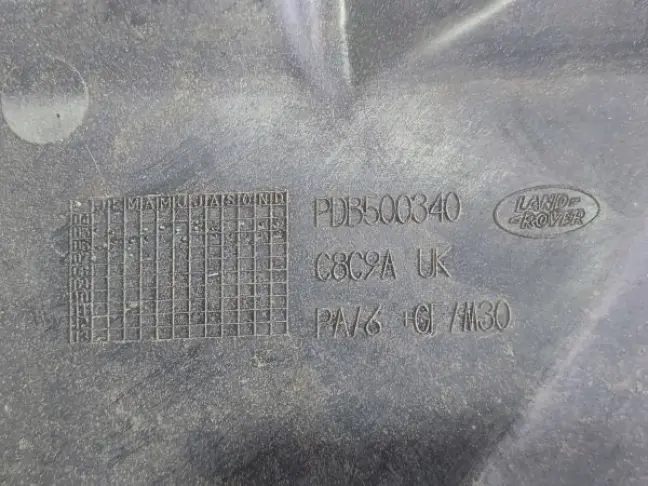 J F M A M J J A S O N D
PDB500340
C8C9A UK
PA/6 +GF/M30
LAND-
-ROVER